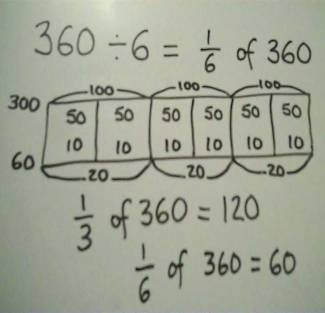 360 ÷ 6 = 1/6 of 360
100 100 100
300 50 50 50 50 50 50
10 10 10 10 10 10
60 20 20 20
1/3 of 360 = 120
1/6 of 360 = 60